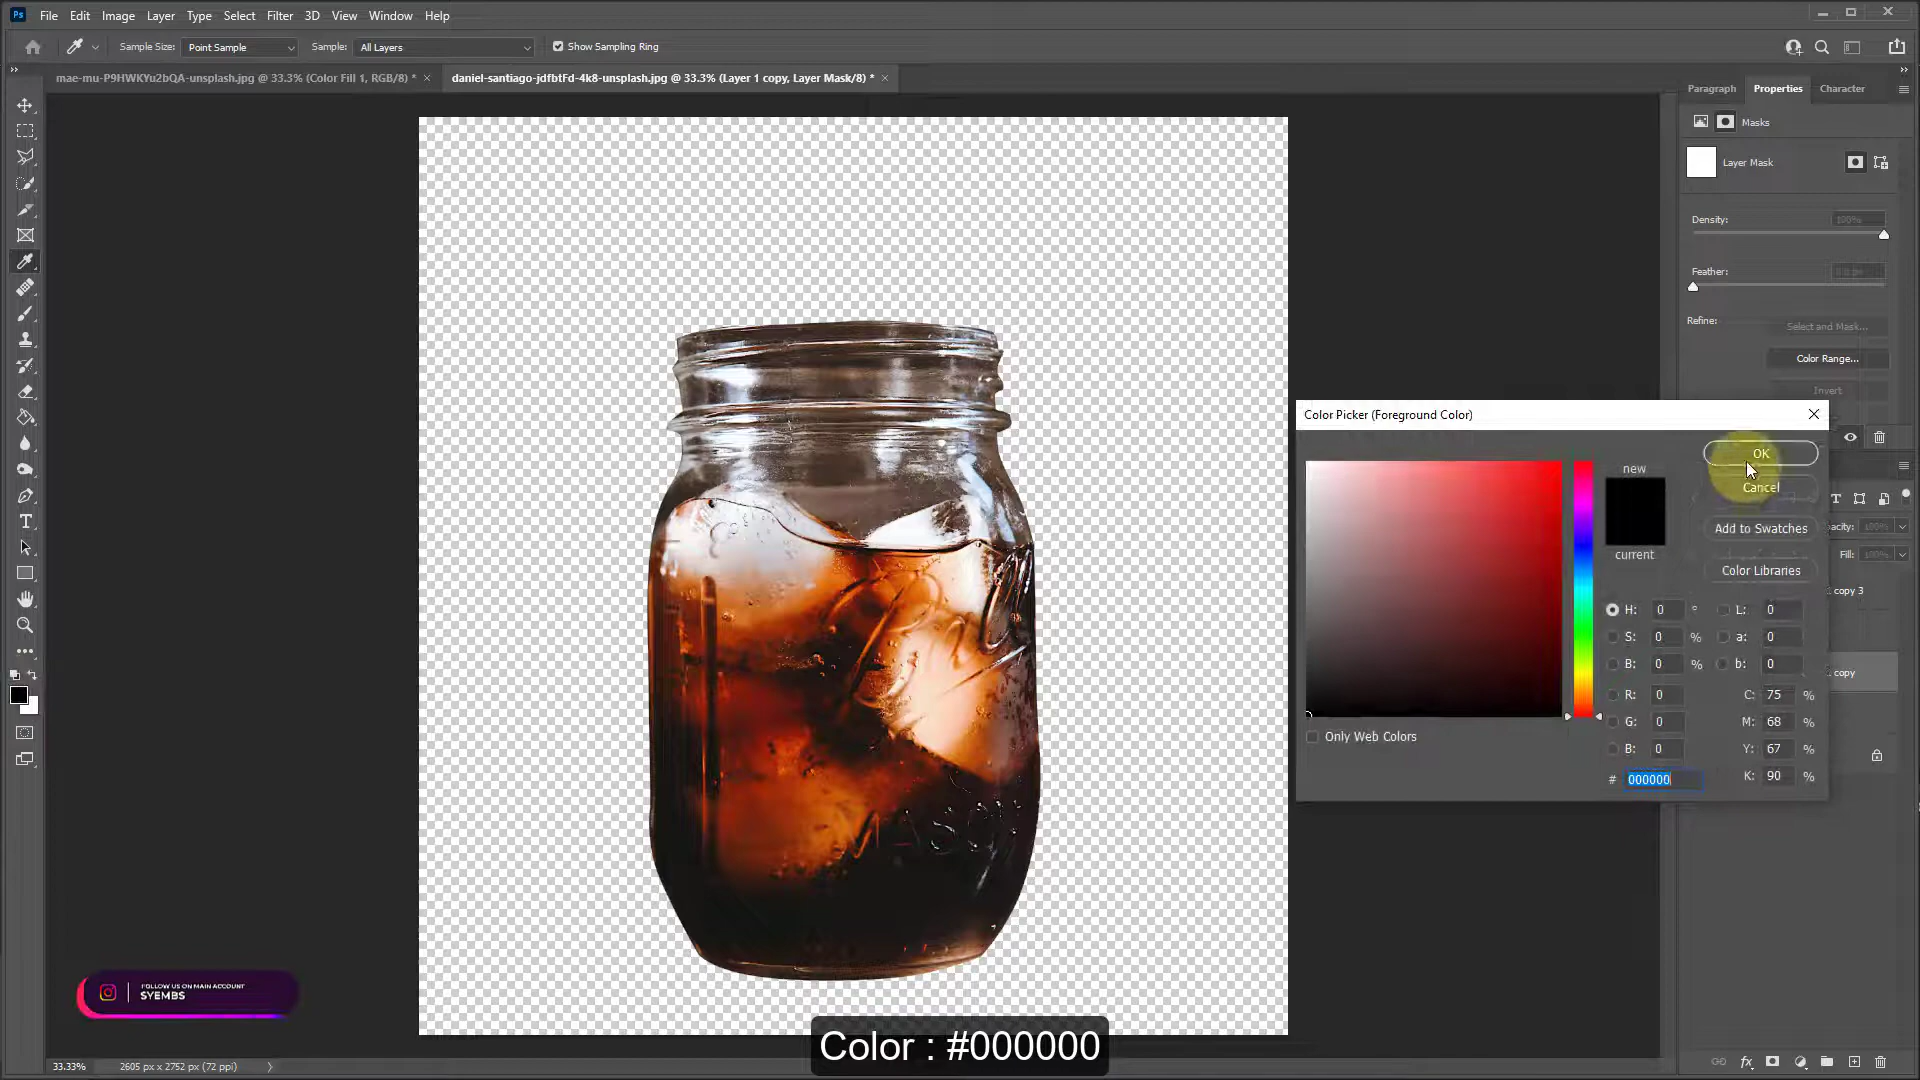 Ps File Edit Image Layer Type Select Filter 3D View Window Help
Sample Size: Point Sample Sample: All Layers Show Sampling Ring
mae-mu-P9HWKYu2bQA-unsplash.jpg @ 33.3% (Color Fill 1, RGB/8) * ×
daniel-santiago-jdfbtFd-4k8-unsplash.jpg @ 33.3% (Layer 1 copy, Layer Mask/8) * ×
Paragraph Properties Character
Masks
Layer Mask
Density: 100%
Feather:
Refine: Select and Mask...
Color Range...
Invert
Color Picker (Foreground Color)
OK
Cancel
Add to Swatches
Color Libraries
new
current
H: 0 °
S: 0 %
B: 0 %
R: 0
G: 0
B: 0
# 000000
L: 0
a: 0
b: 0
C: 75 %
M: 68 %
Y: 67 %
K: 90 %
Only Web Colors
acity: 100%
Fill: 100%
copy 3
copy
MASON
FOLLOW US ON MAIN ACCOUNT
SYEMBS
Color : #000000
33.33% 2605 px x 2752 px (72 ppi)
fx